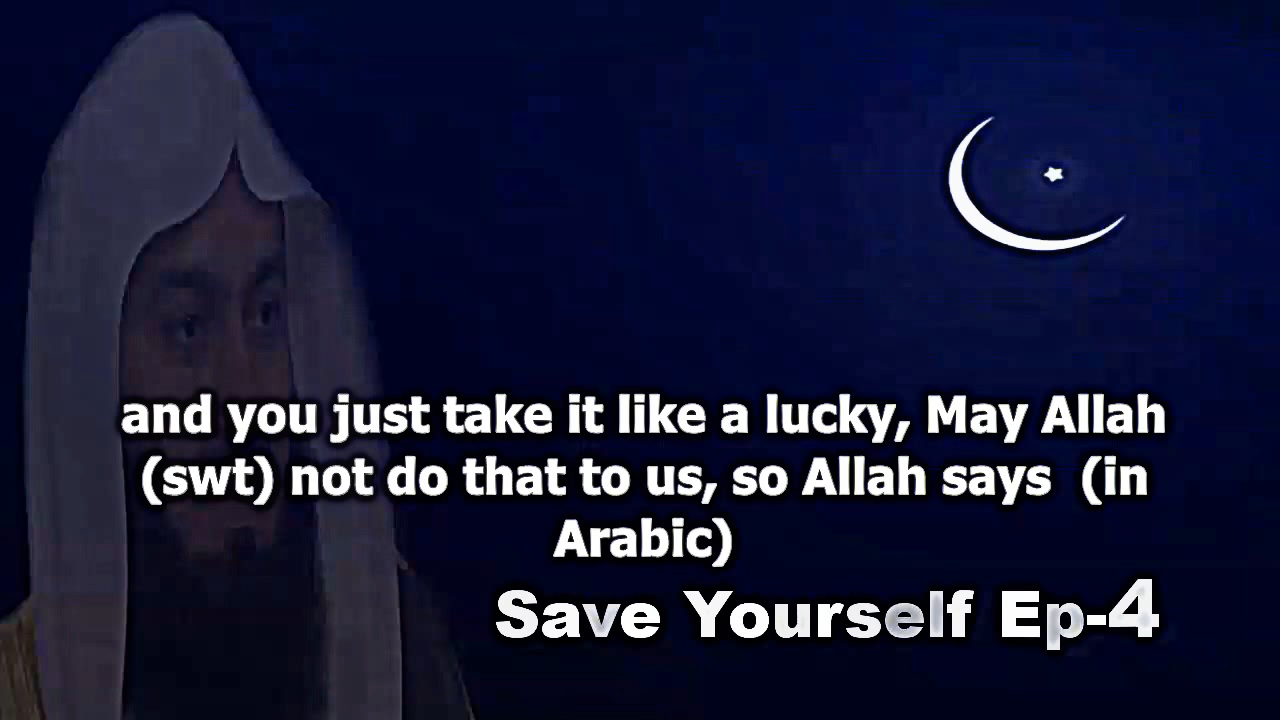 and you just take it like a lucky, May Allah
(swt) not do that to us, so Allah says  (in
Arabic)
Save Yourself Ep-4